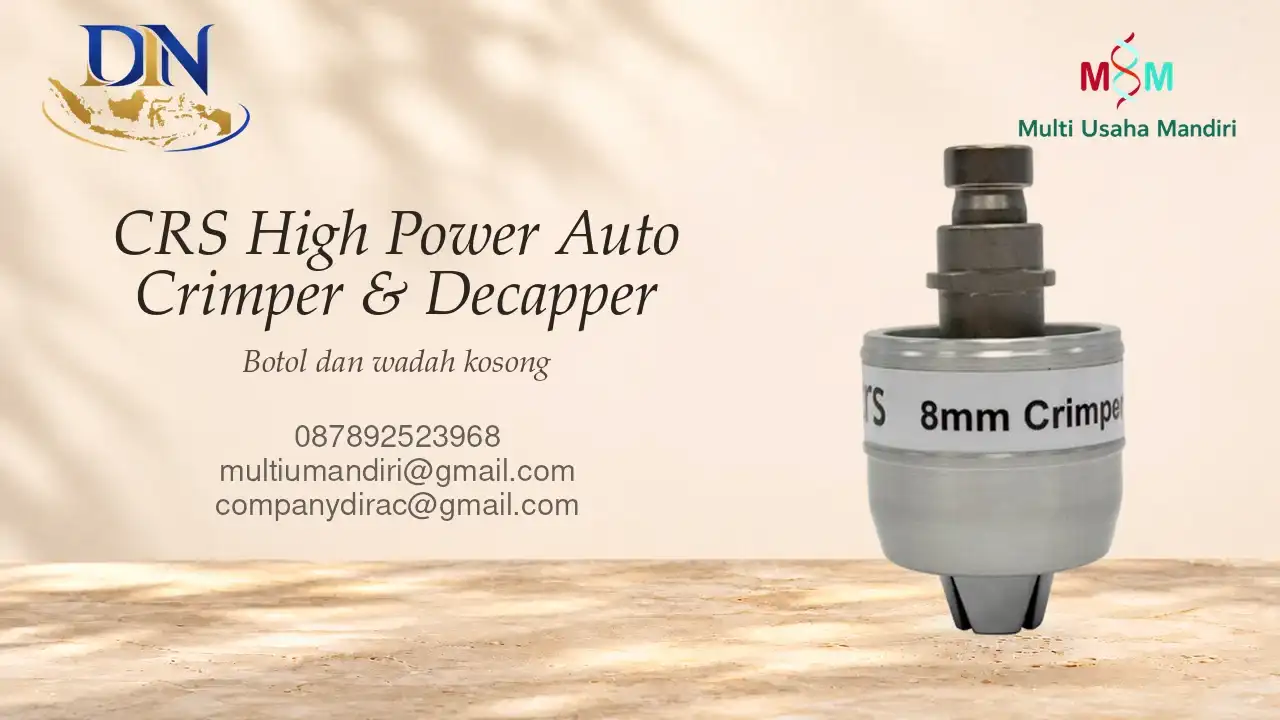 DN
M M
Multi Usaha Mandiri
CRS High Power Auto
Crimper & Decapper
Botol dan wadah kosong
087892523968
multiumandiri@gmail.com
companydirac@gmail.com
rs 8mm Crimper